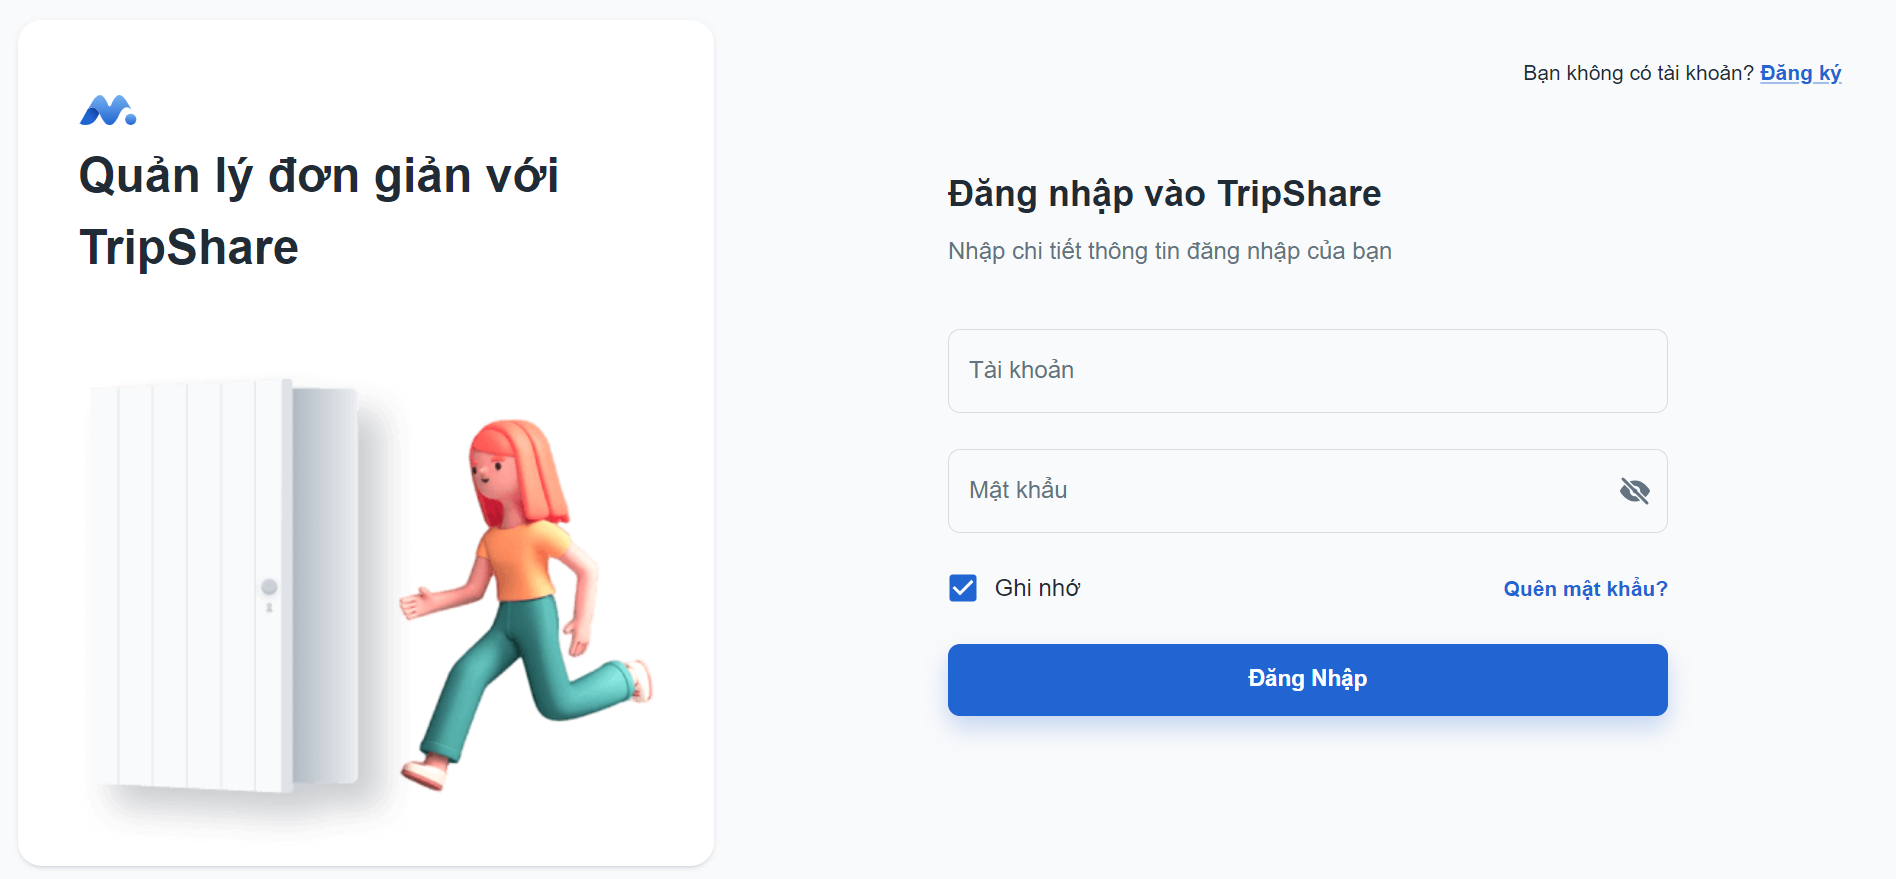 Quản lý đơn giản với
TripShare
Bạn không có tài khoản? Đăng ký
Đăng nhập vào TripShare
Nhập chi tiết thông tin đăng nhập của bạn
Tài khoản
Mật khẩu
Ghi nhớ
Quên mật khẩu?
Đăng Nhập